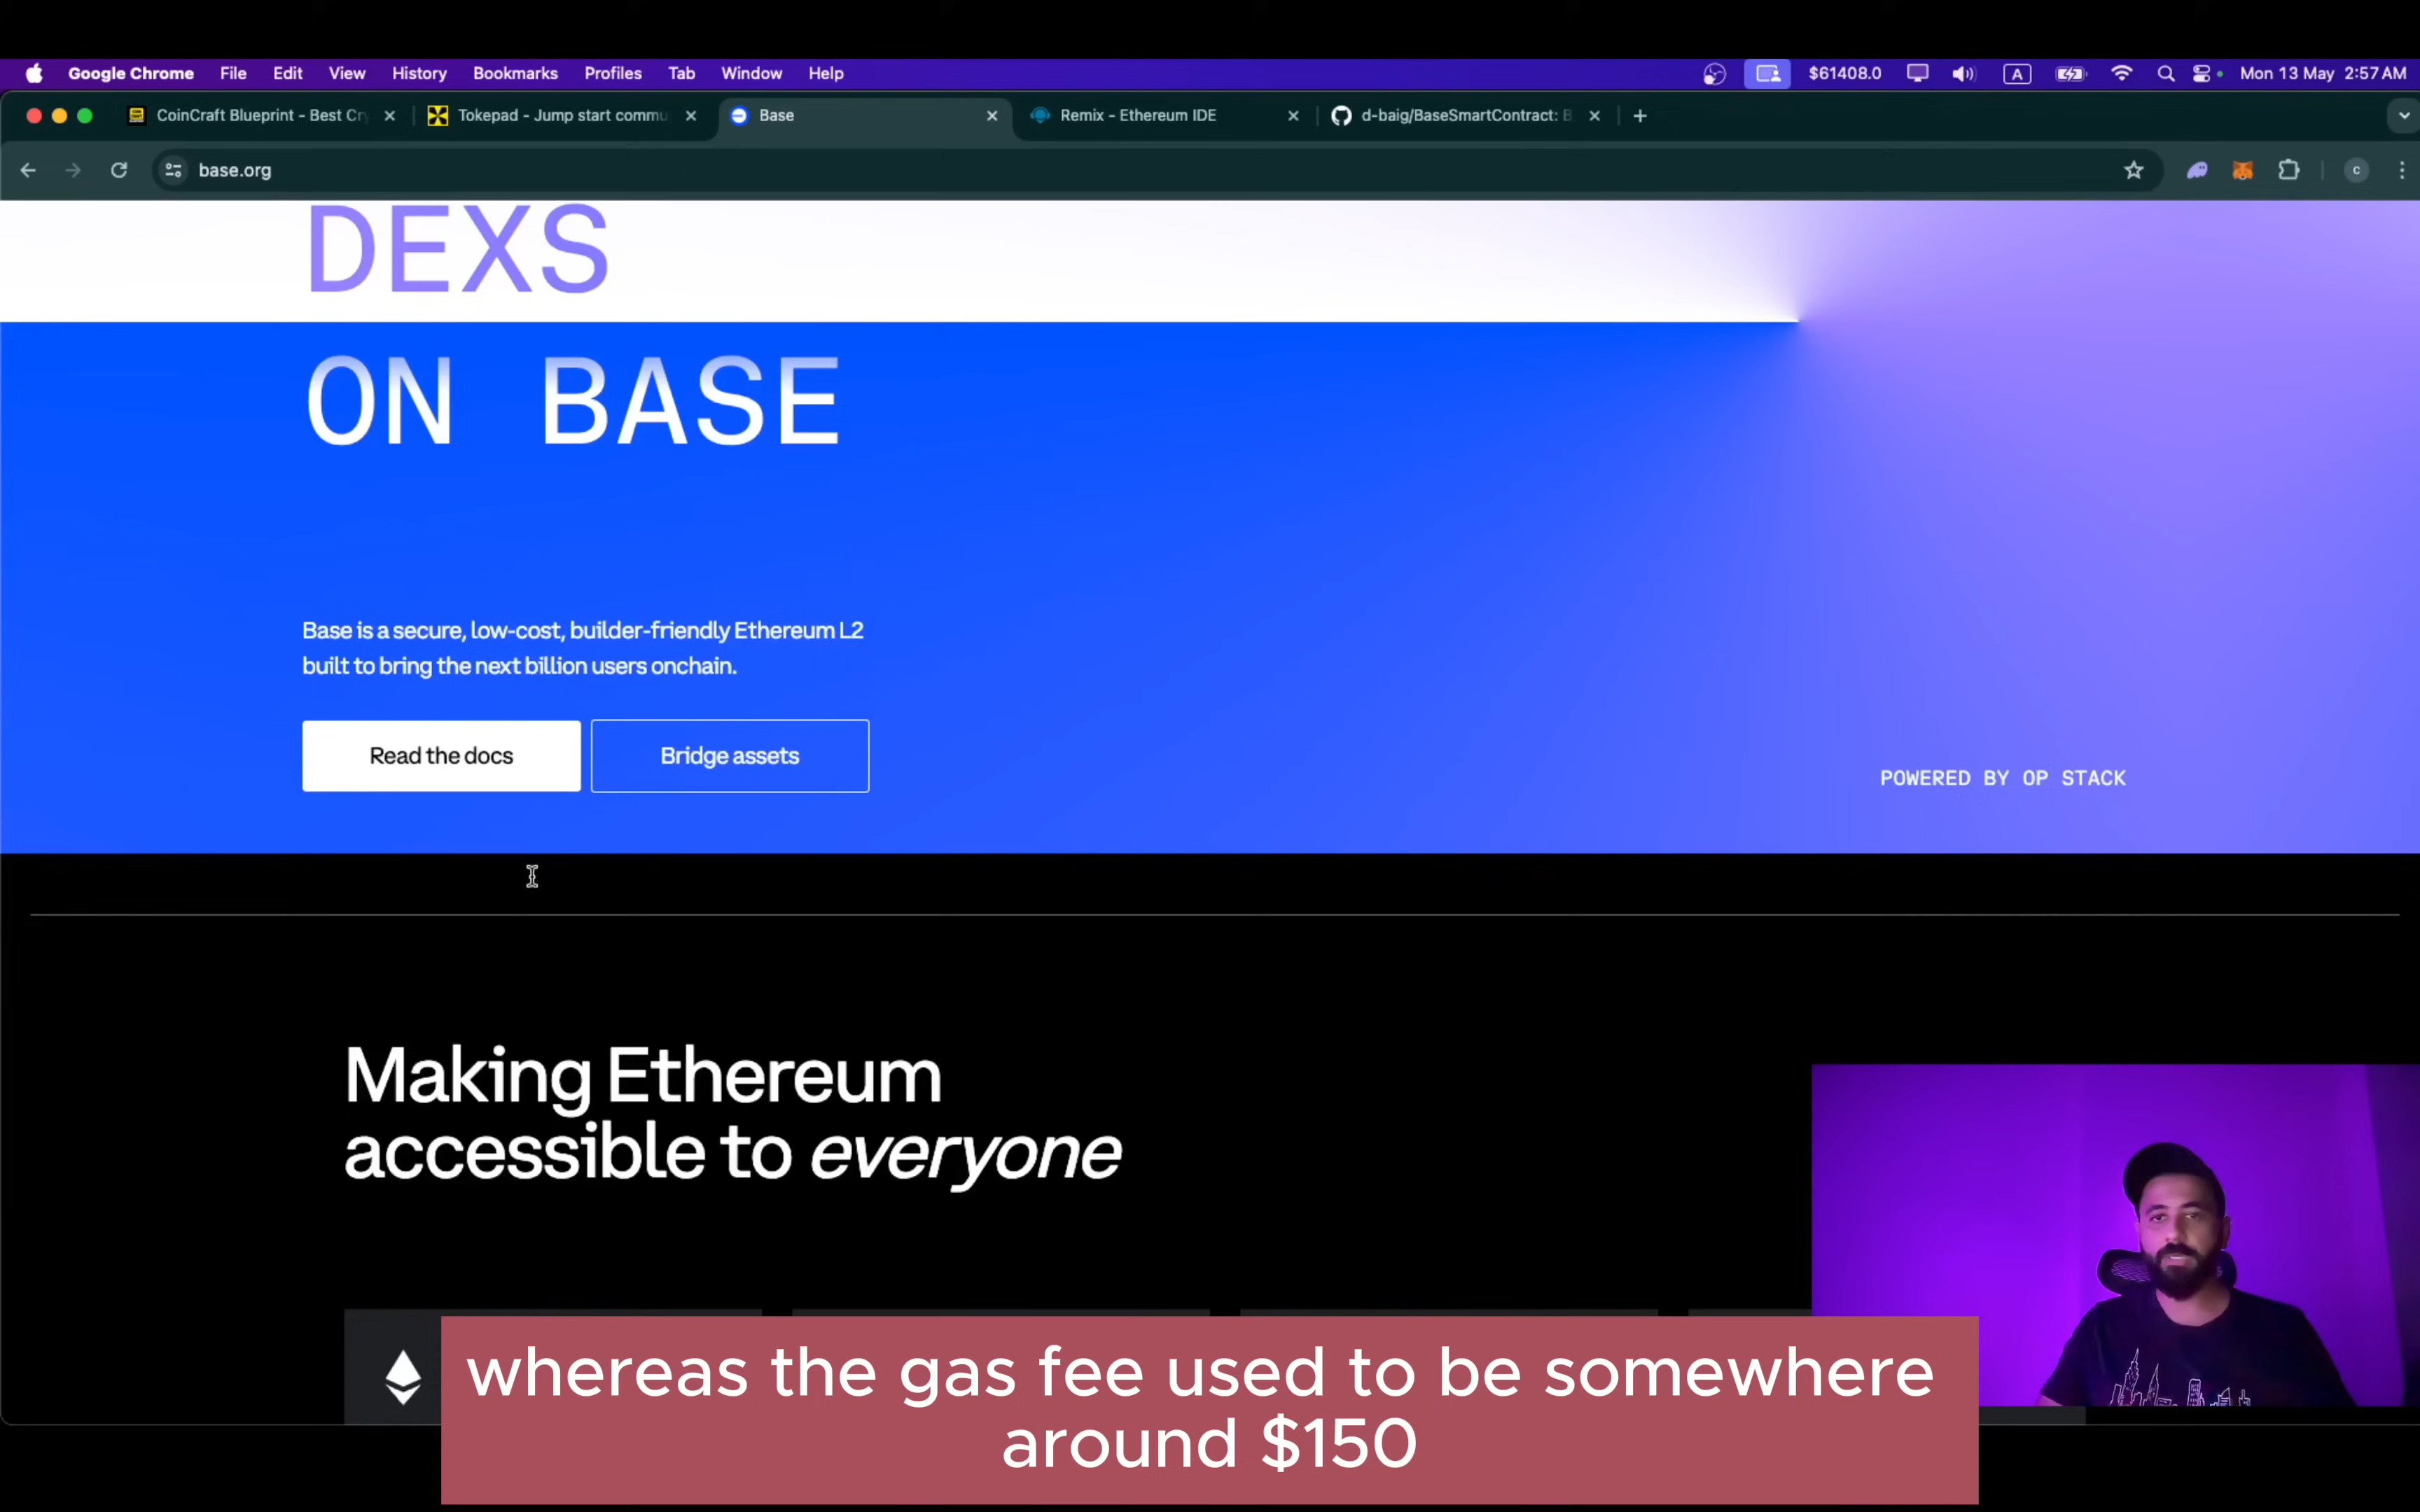 Google Chrome File Edit View History Bookmarks Profiles Tab Window Help $61408.0 A Mon 13 May 2:57 AM
CoinCraft Blueprint - Best Cry Tokepad - Jump start commu Base Remix - Ethereum IDE d-baig/BaseSmartContract: B
base.org c
DEXS
ON BASE
Base is a secure, low-cost, builder-friendly Ethereum L2
built to bring the next billion users onchain.
Read the docs Bridge assets
POWERED BY OP STACK
Making Ethereum
accessible to everyone
whereas the gas fee used to be somewhere
around $150